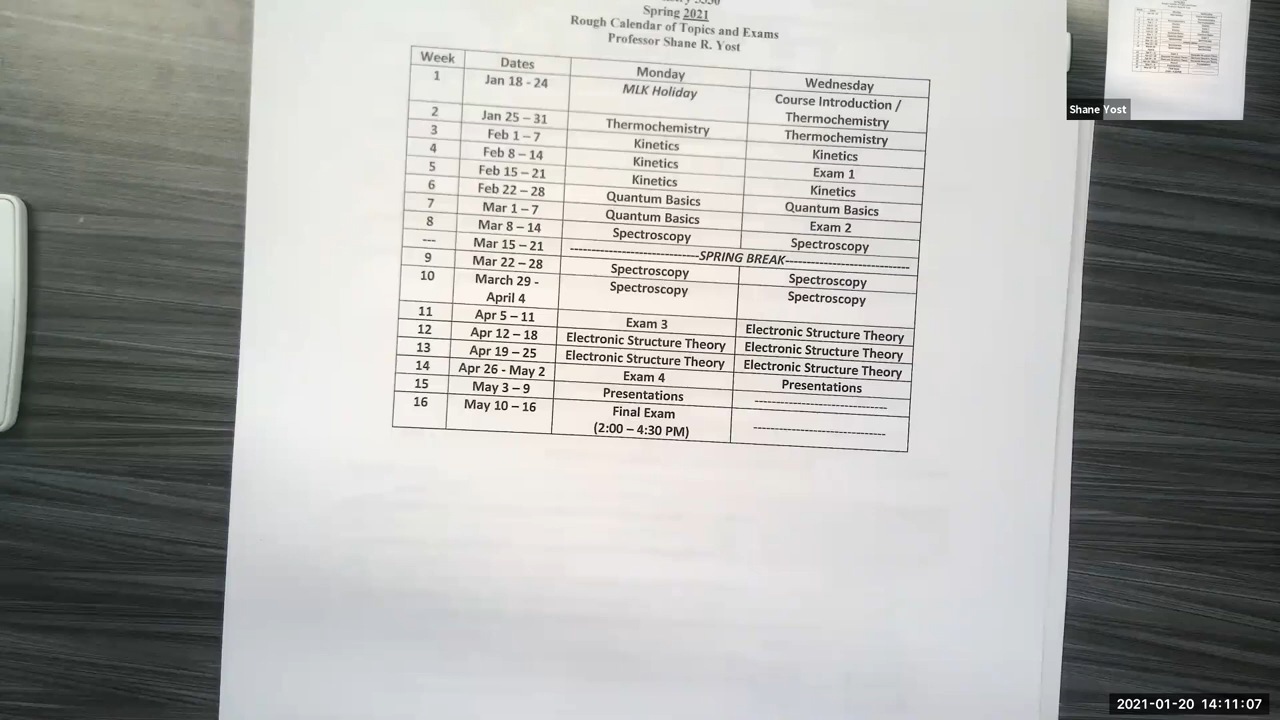 Spring 2021
Rough Calendar of Topics and Exams
Professor Shane R. Yost
Week Dates Monday Wednesday
1 Jan 18 - 24 MLK Holiday Course Introduction /
Thermochemistry
2 Jan 25 – 31 Thermochemistry Thermochemistry
3 Feb 1 – 7 Kinetics Kinetics
4 Feb 8 – 14 Kinetics Exam 1
5 Feb 15 – 21 Kinetics Kinetics
6 Feb 22 – 28 Quantum Basics Quantum Basics
7 Mar 1 – 7 Quantum Basics Exam 2
8 Mar 8 – 14 Spectroscopy Spectroscopy
--- Mar 15 – 21 ------------------------------SPRING BREAK-----------------------------
9 Mar 22 – 28 Spectroscopy Spectroscopy
10 March 29 - Spectroscopy Spectroscopy
April 4
11 Apr 5 – 11 Exam 3 Electronic Structure Theory
12 Apr 12 – 18 Electronic Structure Theory Electronic Structure Theory
13 Apr 19 – 25 Electronic Structure Theory Electronic Structure Theory
14 Apr 26 - May 2 Exam 4 Presentations
15 May 3 – 9 Presentations -------------------------------
16 May 10 – 16 Final Exam -------------------------------
(2:00 – 4:30 PM)
Shane Yost
2021-01-20 14:11:07